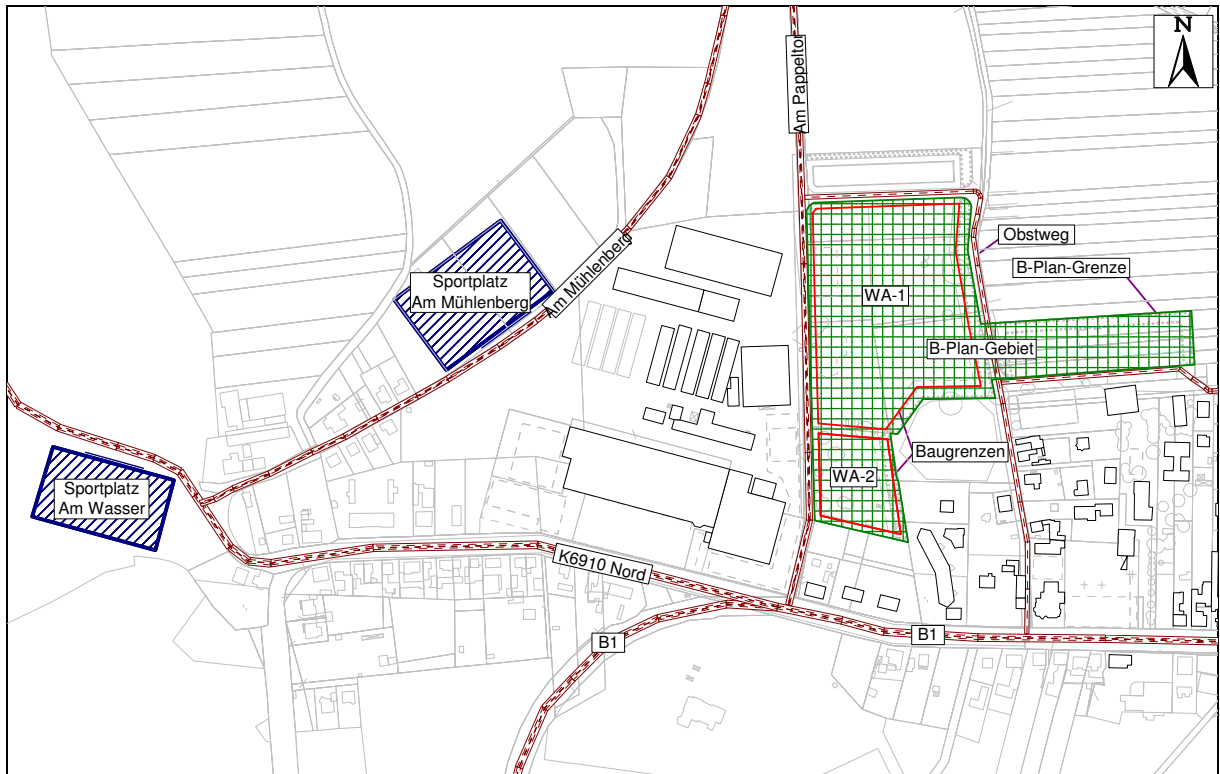 N
Am Pappeltor
Obstweg
B-Plan-Grenze
Am Mühlenberg
Sportplatz
Am Mühlenberg
WA-1
B-Plan-Gebiet
Baugrenzen
WA-2
Sportplatz
Am Wasser
K6910 Nord
B1
B1